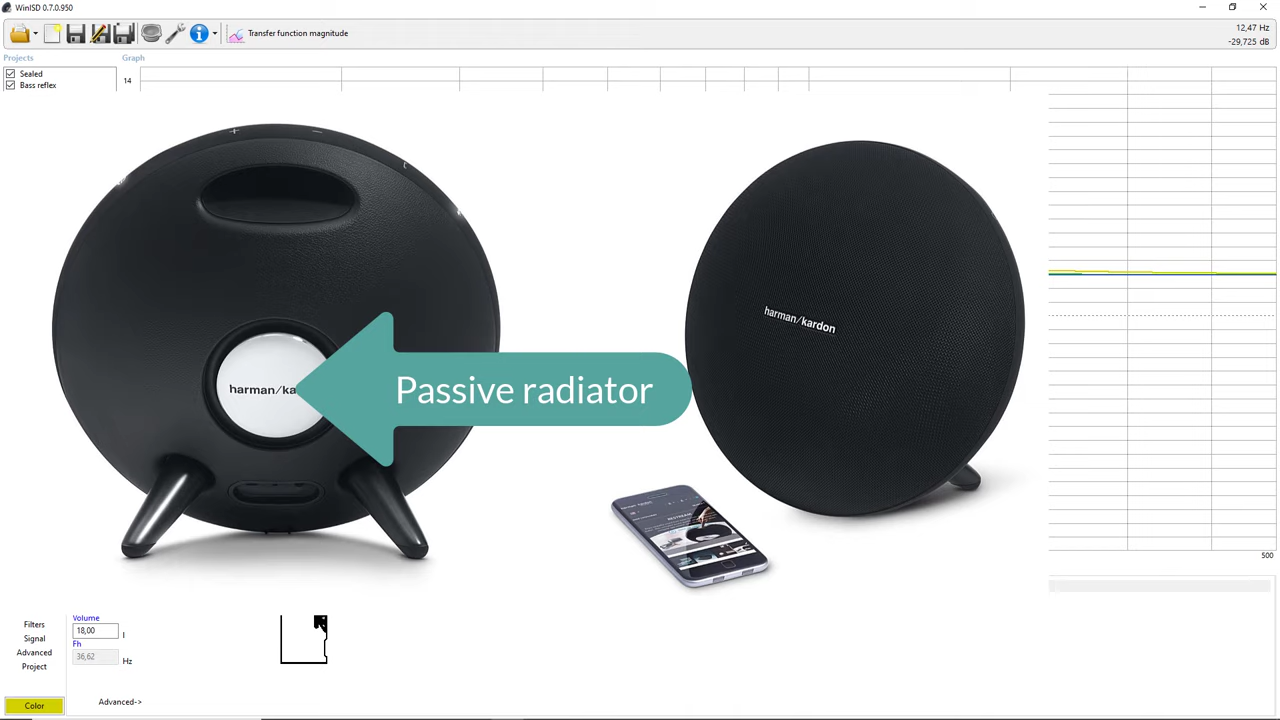 WinISD 0.7.0.950
Transfer function magnitude
12,47 Hz
-29,725 dB
Projects
Graph
Sealed
Bass reflex
14
harman/ka
Passive radiator
harman/kardon
500
Filters
Signal
Advanced
Project
Volume
18,00 l
Fh
36,62 Hz
Color
Advanced->